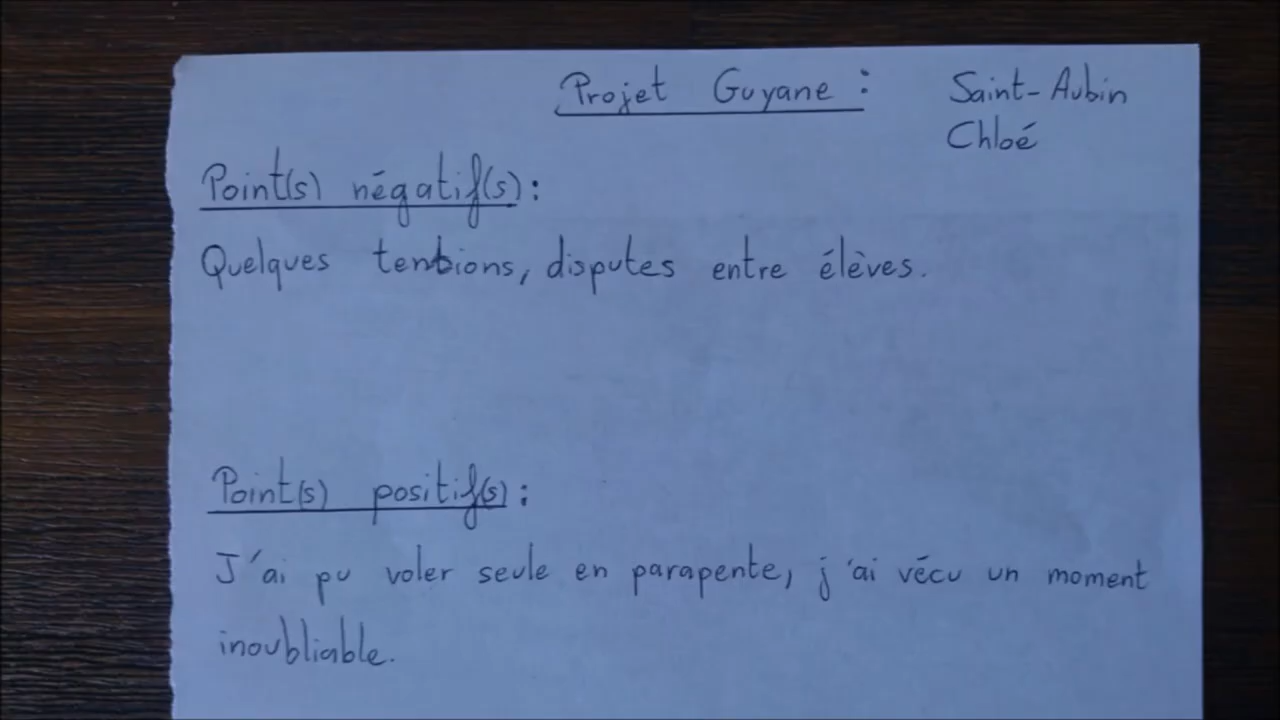 Projet Guyane : Saint-Aubin
Chloé
Point(s) négatif(s) :
Quelques tentions, disputes entre élèves.
Point(s) positif(s) :
J'ai pu voler seule en parapente, j'ai vécu un moment
inoubliable.